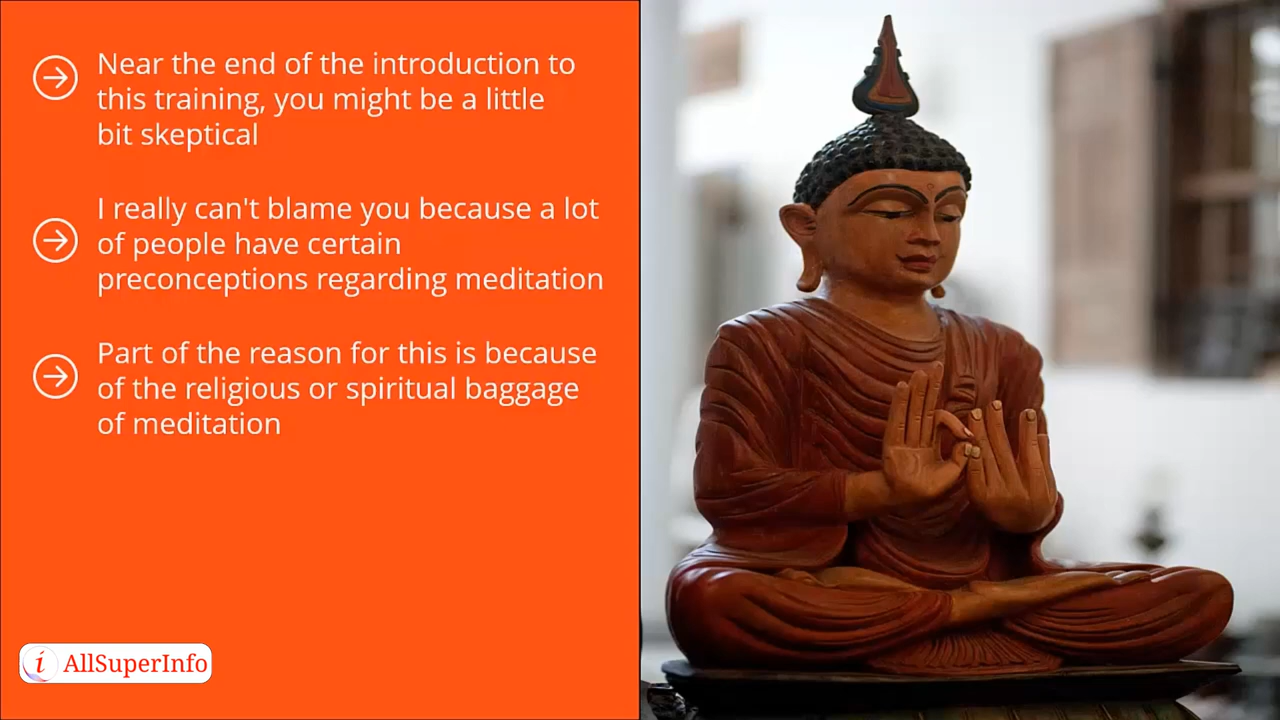 Near the end of the introduction to
this training, you might be a little
bit skeptical
I really can't blame you because a lot
of people have certain
preconceptions regarding meditation
Part of the reason for this is because
of the religious or spiritual baggage
of meditation
i AllSuperInfo